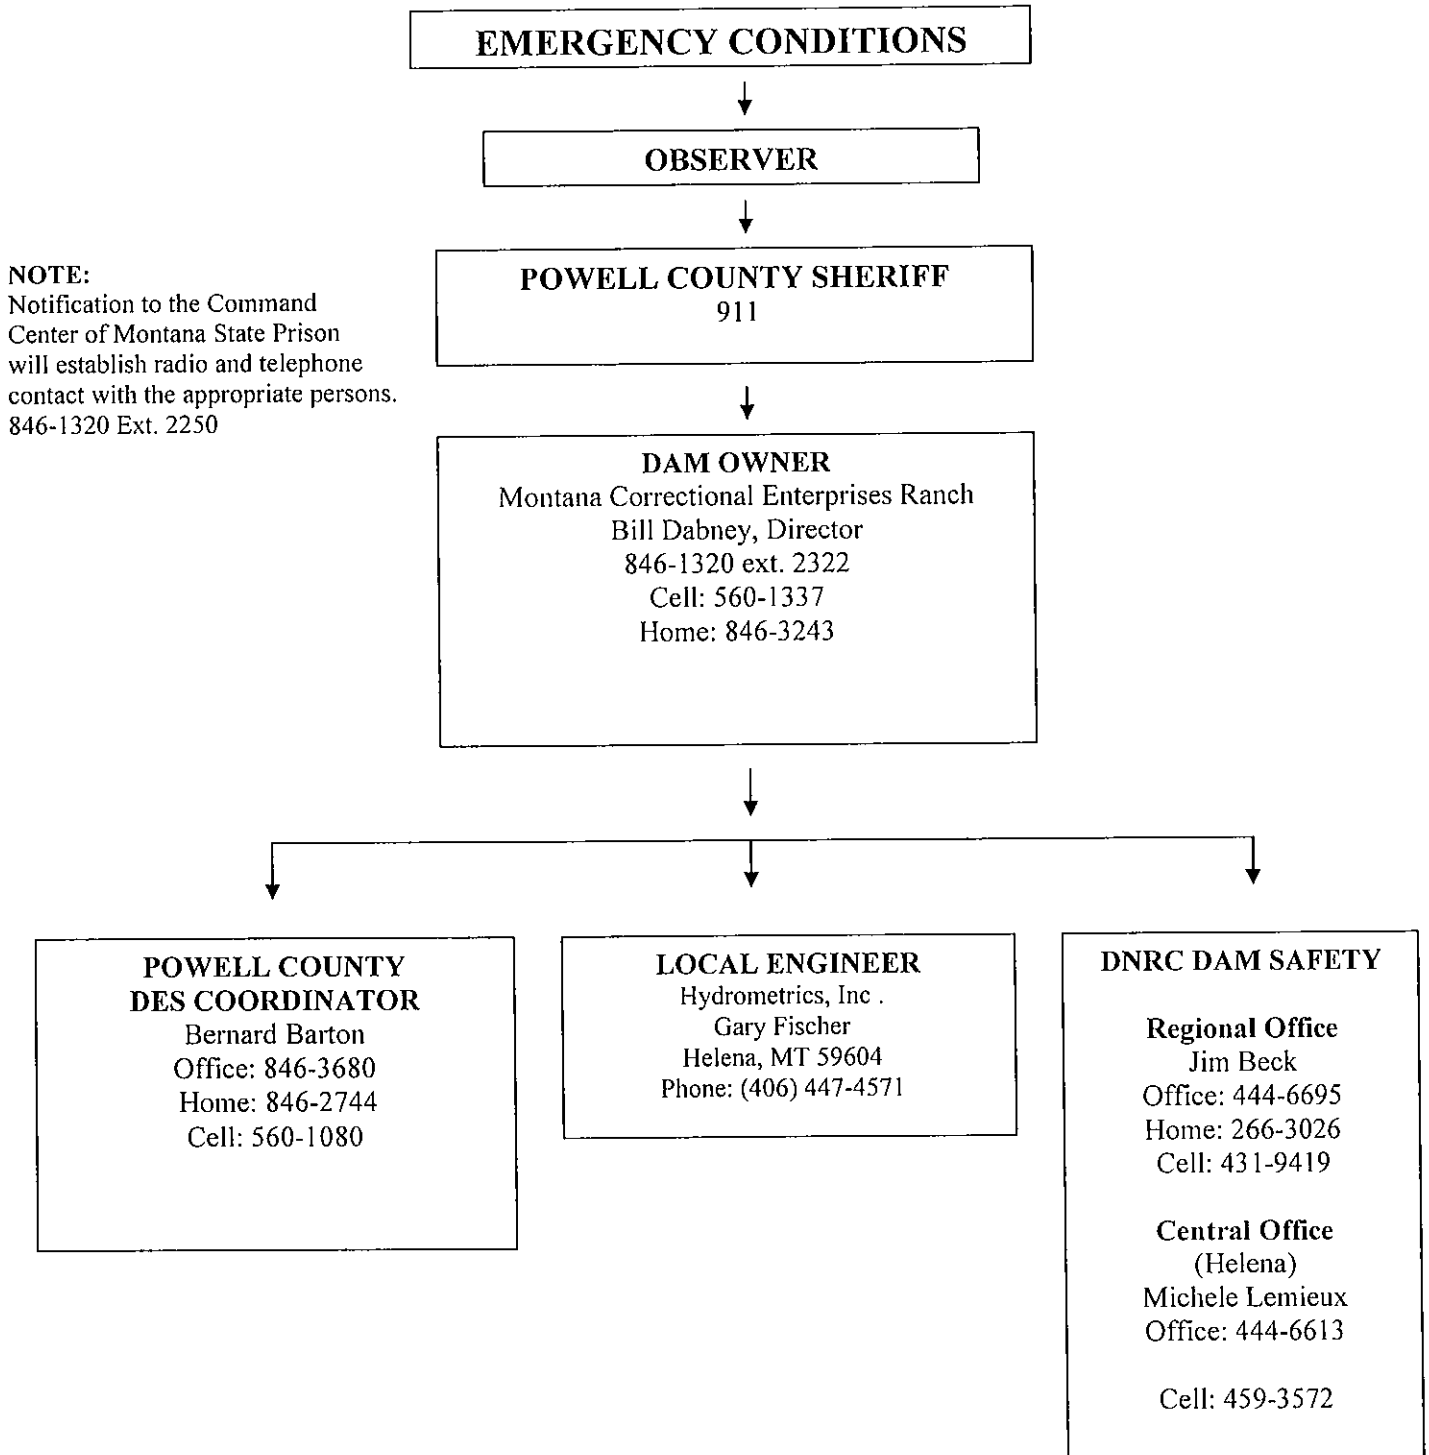 EMERGENCY CONDITIONS
OBSERVER
POWELL COUNTY SHERIFF
911
NOTE:
Notification to the Command
Center of Montana State Prison
will establish radio and telephone
contact with the appropriate persons.
846-1320 Ext. 2250
DAM OWNER
Montana Correctional Enterprises Ranch
Bill Dabney, Director
846-1320 ext. 2322
Cell: 560-1337
Home: 846-3243
POWELL COUNTY
DES COORDINATOR
Bernard Barton
Office: 846-3680
Home: 846-2744
Cell: 560-1080
LOCAL ENGINEER
Hydrometrics, Inc .
Gary Fischer
Helena, MT 59604
Phone: (406) 447-4571
DNRC DAM SAFETY
Regional Office
Jim Beck
Office: 444-6695
Home: 266-3026
Cell: 431-9419
Central Office
(Helena)
Michele Lemieux
Office: 444-6613
Cell: 459-3572